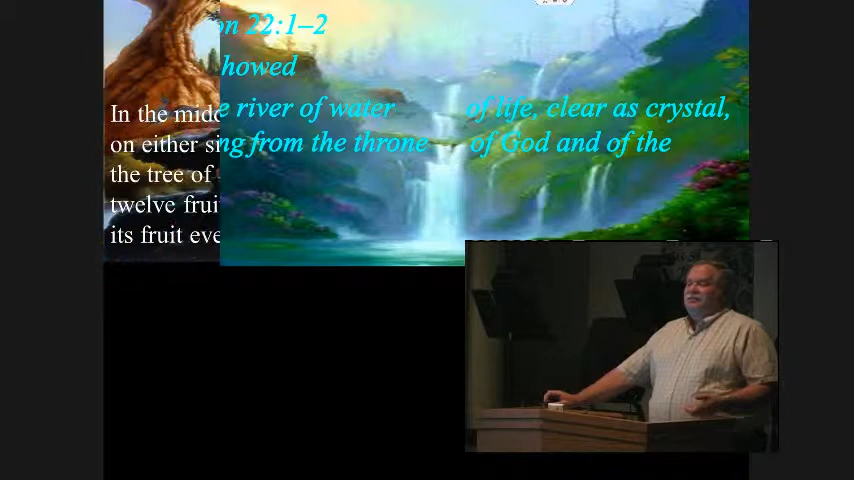 on 22:1–2
howed
e river of water of life, clear as crystal,
ng from the throne of God and of the
In the midd
on either si
the tree of
twelve frui
its fruit eve